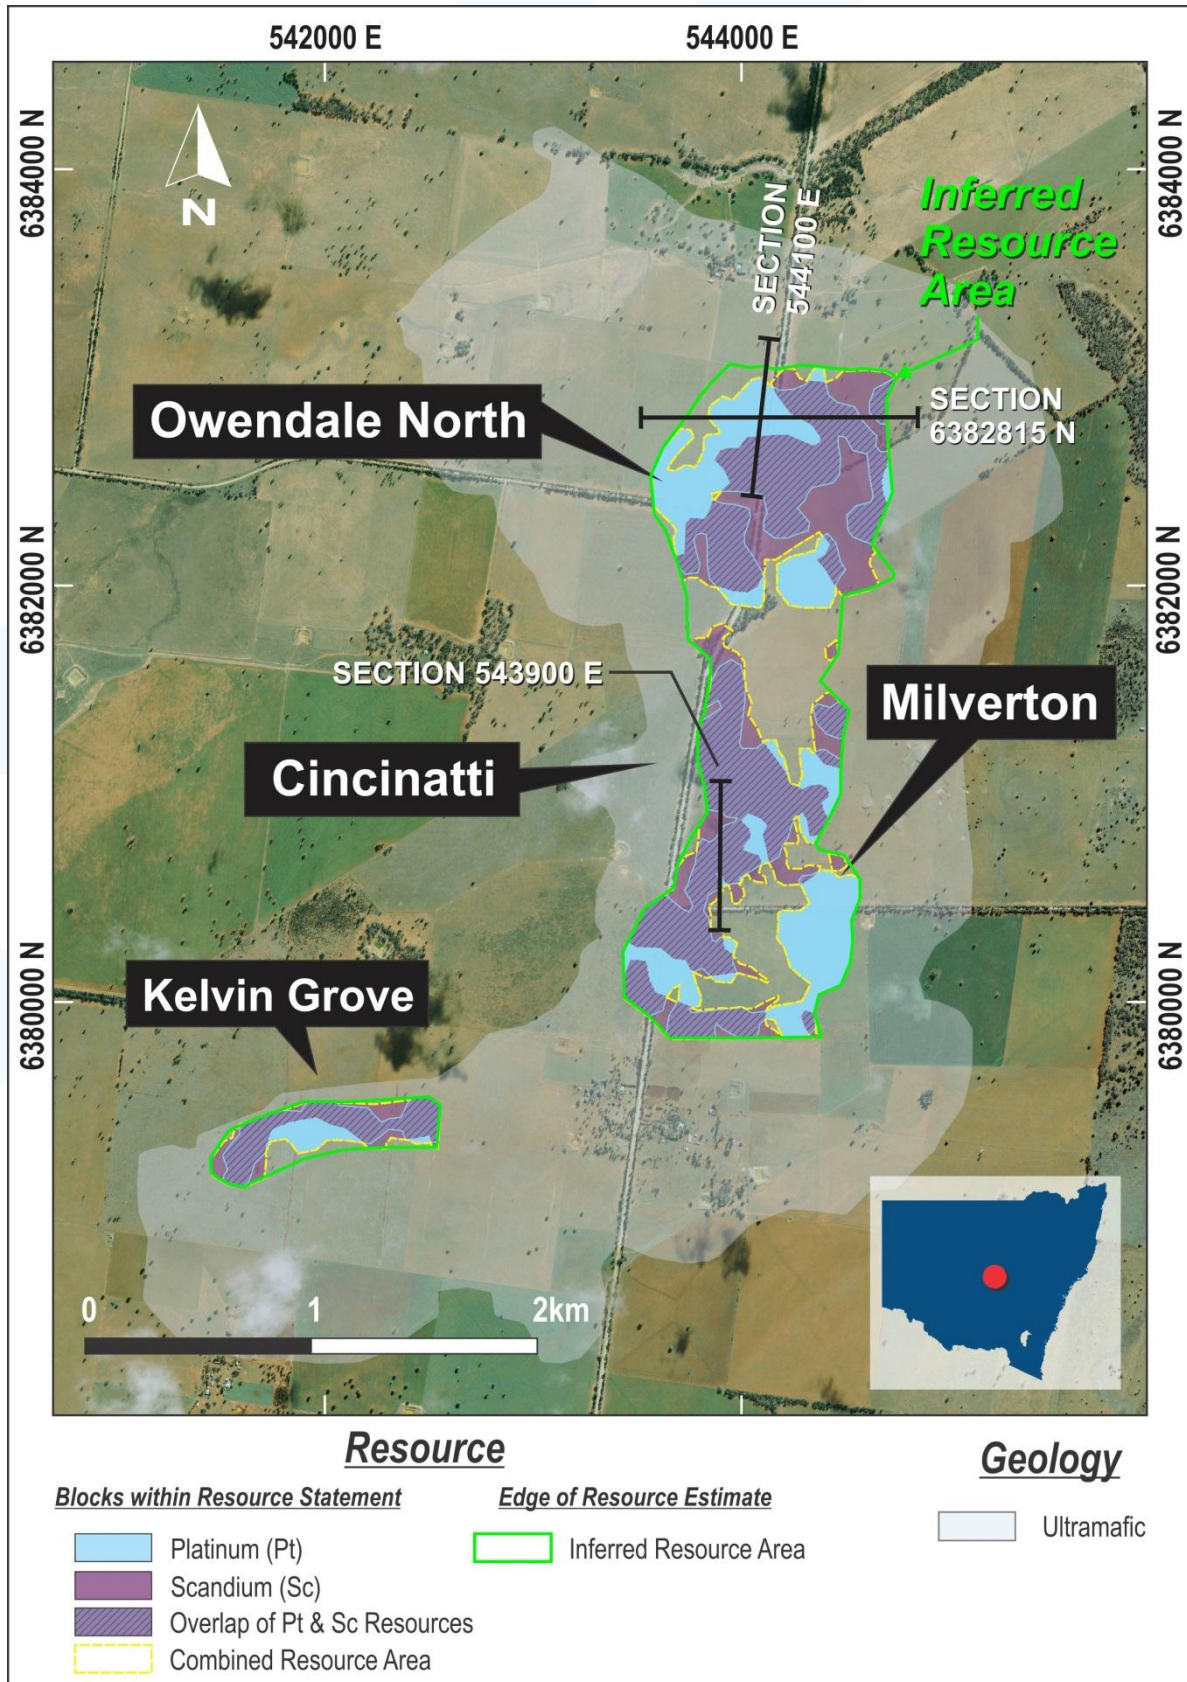 542000 E
544000 E
6384000 N
6384000 N
N
SECTION
544100 E
Inferred
Resource
Area
Owendale North
SECTION
6382815 N
6382000 N
6382000 N
SECTION 543900 E
Milverton
Cincinatti
Kelvin Grove
6380000 N
6380000 N
0
1
2km
Resource
Geology
Blocks within Resource Statement
Edge of Resource Estimate
Platinum (Pt)
Inferred Resource Area
Ultramafic
Scandium (Sc)
Overlap of Pt & Sc Resources
Combined Resource Area